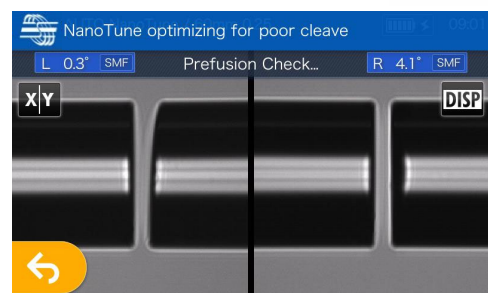 NanoTune optimizing for poor cleave
L 0.3° SMF Prefusion Check... R 4.1° SMF
X|Y DISP